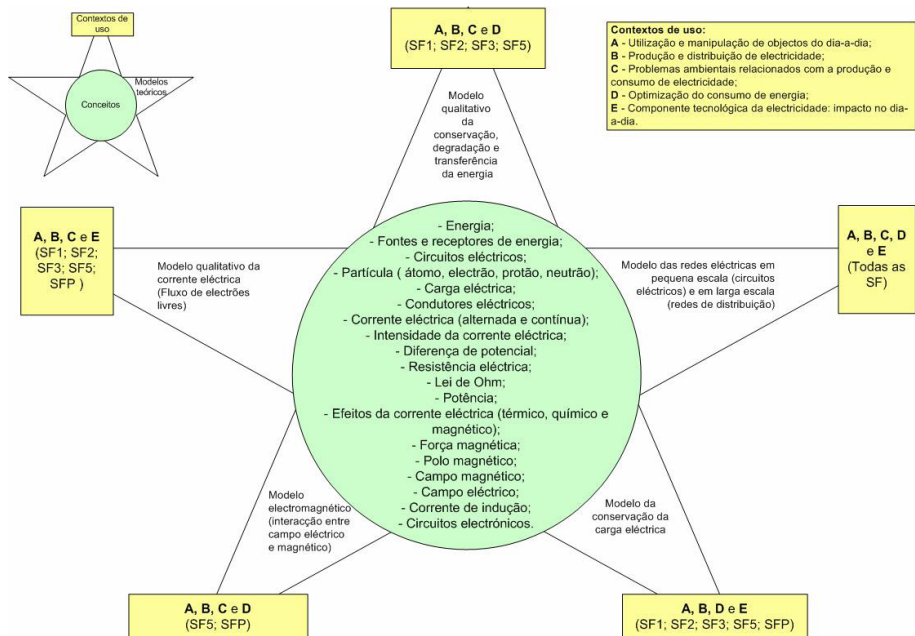 Contextos de
uso
Modelos
teóricos
Conceitos
A, B, C e D
(SF1; SF2; SF3; SF5)
Contextos de uso:
A - Utilização e manipulação de objectos do dia-a-dia;
B - Produção e distribuição de electricidade;
C - Problemas ambientais relacionados com a produção e
consumo de electricidade;
D - Optimização do consumo de energia;
E - Componente tecnológica da electricidade: impacto no dia-
a-dia.
Modelo
qualitativo
da
conservação,
degradação e
transferência
da energia
A, B, C e E
(SF1; SF2;
SF3; SF5;
SFP )
Modelo qualitativo da
corrente eléctrica
(Fluxo de electrões
livres)
- Energia;
- Fontes e receptores de energia;
- Circuitos eléctricos;
- Partícula ( átomo, electrão, protão, neutrão);
- Carga eléctrica;
- Condutores eléctricos;
- Corrente eléctrica (alternada e contínua);
- Intensidade da corrente eléctrica;
- Diferença de potencial;
- Resistência eléctrica;
- Lei de Ohm;
- Potência;
- Efeitos da corrente eléctrica (térmico, químico e
magnético);
- Força magnética;
- Polo magnético;
- Campo magnético;
- Campo eléctrico;
- Corrente de indução;
- Circuitos electrónicos.
Modelo das redes eléctricas em
pequena escala (circuitos
eléctricos) e em larga escala
(redes de distribuição)
A, B, C, D
e E
(Todas as
SF)
Modelo
electromagnético
(interacção entre
campo eléctrico
e magnético)
Modelo da
conservação da
carga eléctrica
A, B, C e D
(SF5; SFP)
A, B, D e E
(SF1; SF2; SF3; SF5; SFP)